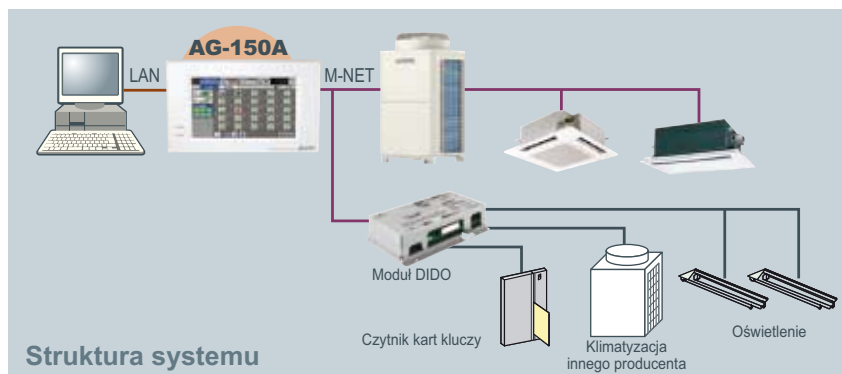 AG-150A
LAN
M-NET
Moduł DIDO
Czytnik kart kluczy
Klimatyzacja
innego producenta
Oświetlenie
Struktura systemu